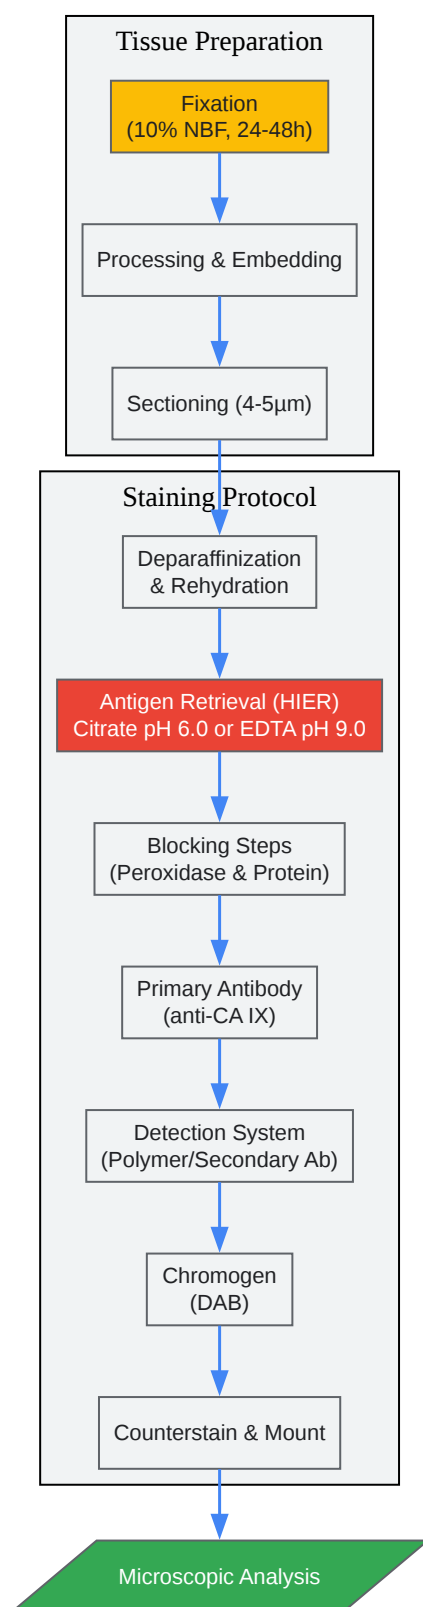 Tissue Preparation
Fixation
(10% NBF, 24-48h)
Processing & Embedding
Sectioning (4-5µm)
Staining Protocol
Deparaffinization
& Rehydration
Antigen Retrieval (HIER)
Citrate pH 6.0 or EDTA pH 9.0
Blocking Steps
(Peroxidase & Protein)
Primary Antibody
(anti-CA IX)
Detection System
(Polymer/Secondary Ab)
Chromogen
(DAB)
Counterstain & Mount
Microscopic Analysis